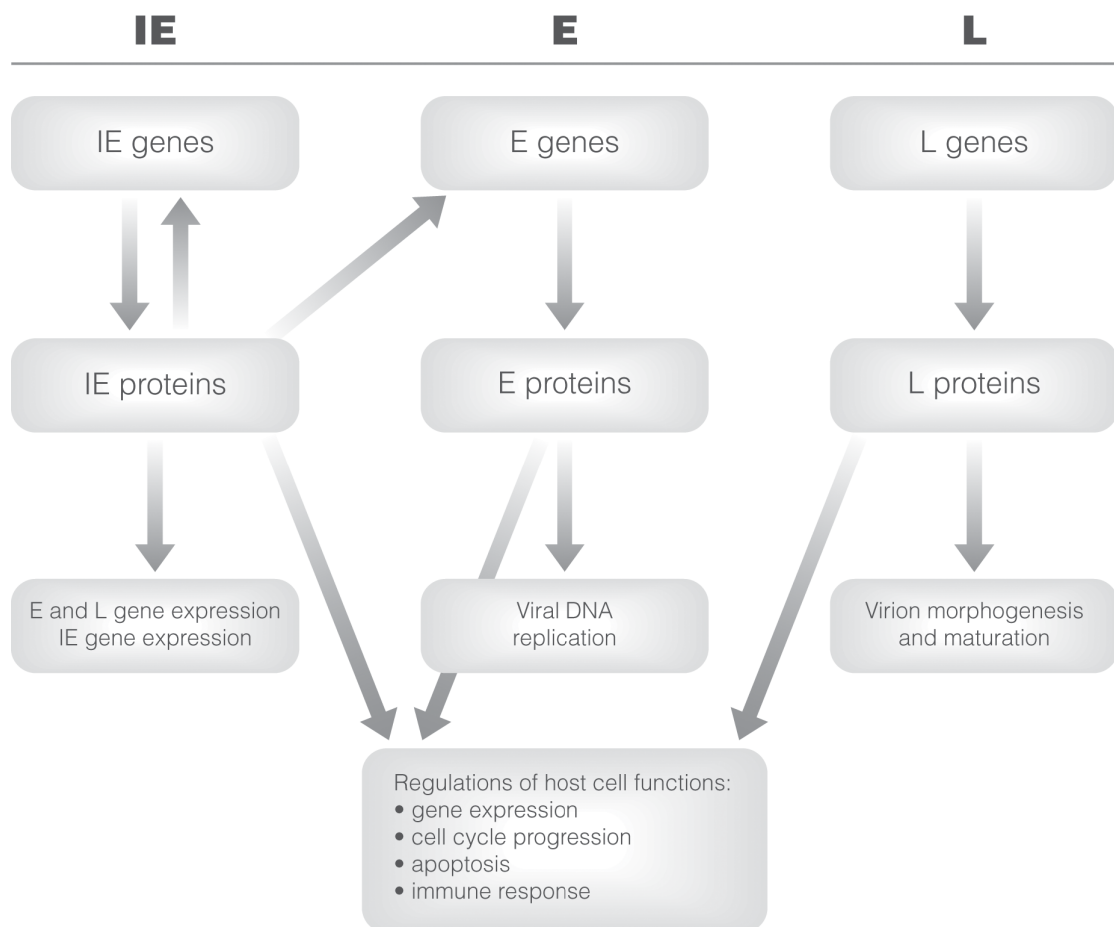 IE
E
L
IE genes
E genes
L genes
IE proteins
E proteins
L proteins
E and L gene expression
IE gene expression
Viral DNA
replication
Virion morphogenesis
and maturation
Regulations of host cell functions:
• gene expression
• cell cycle progression
• apoptosis
• immune response